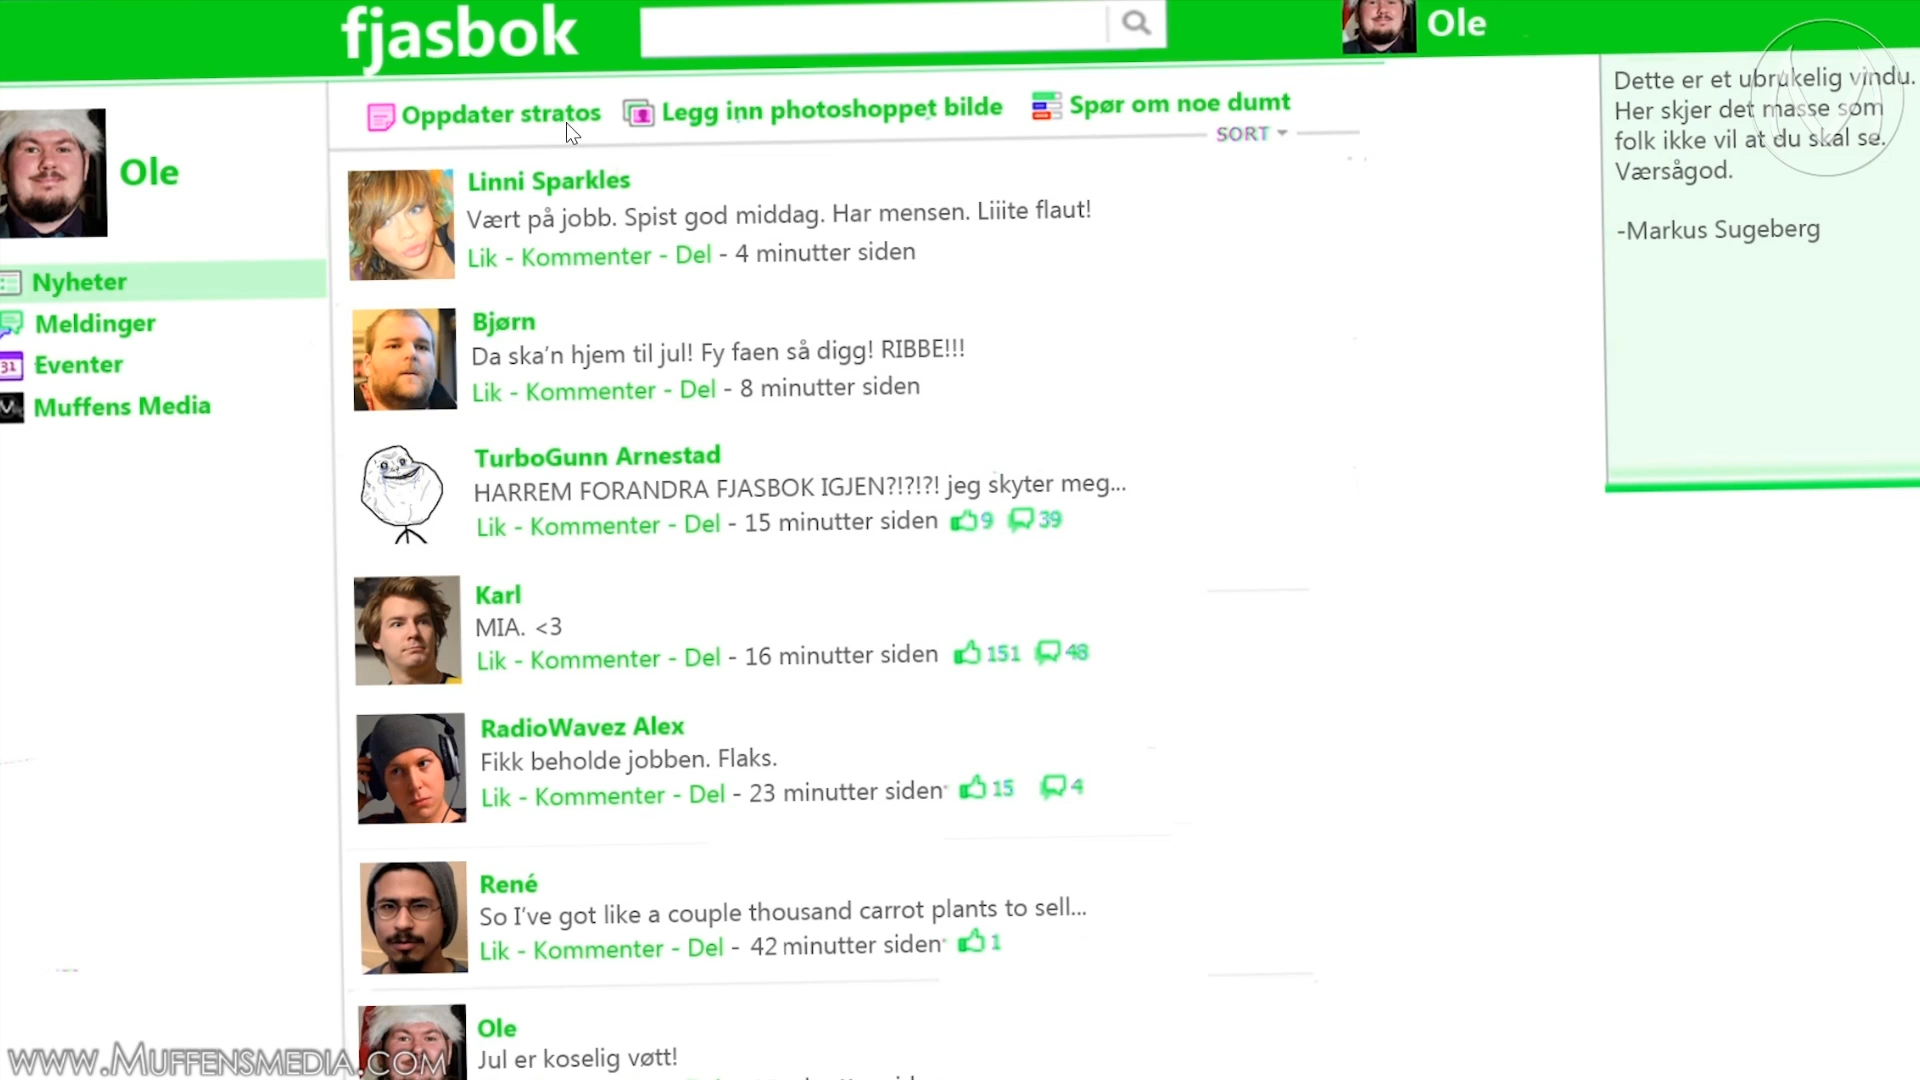 fjasbok
Ole
Ole
Nyheter
Meldinger
31
Eventer
Muffens Media
Oppdater stratos
Legg inn photoshoppet bilde
Spør om noe dumt
SORT
Linni Sparkles
Vært på jobb. Spist god middag. Har mensen. Liiite flaut!
Lik - Kommenter - Del - 4 minutter siden
Bjørn
Da ska'n hjem til jul! Fy faen så digg! RIBBE!!!
Lik - Kommenter - Del - 8 minutter siden
TurboGunn Arnestad
HARREM FORANDRA FJASBOK IGJEN?!?!?! jeg skyter meg...
Lik - Kommenter - Del - 15 minutter siden 9 39
Karl
MIA. <3
Lik - Kommenter - Del - 16 minutter siden 151 48
RadioWavez Alex
Fikk beholde jobben. Flaks.
Lik - Kommenter - Del - 23 minutter siden 15 4
René
So I've got like a couple thousand carrot plants to sell...
Lik - Kommenter - Del - 42 minutter siden 1
Ole
Jul er koselig vøtt!
Dette er et ubrukelig vindu.
Her skjer det masse som
folk ikke vil at du skal se.
Værsågod.
-Markus Sugeberg
www.Muffensmedia.com